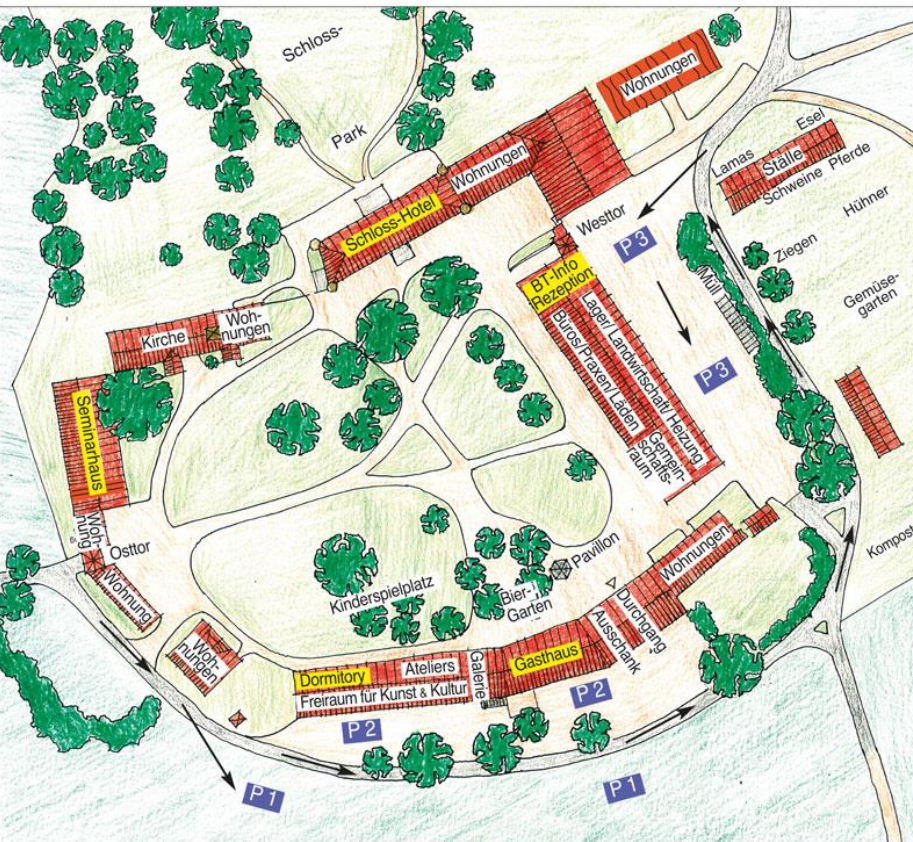 Schloss-
Park
Wohnungen
Wohnungen
Schloss-Hotel
Westtor
P 3
Lamas
Esel
Ställe
Schweine
Pferde
Hühner
Ziegen
Gemüse-
garten
Müll
P 3
BT-Info
Rezeption
Lager/ Landwirtschaft/ Heizung
Büros/Praxen/Läden
Gemein-
schafts-
raum
Kirche
Woh-
nungen
Seminarhaus
Woh-
nung
Osttor
Wohnung
Woh-
nungen
Kinderspielplatz
Pavillon
Bier-
Garten
Wohnungen
Durchgang
Ausschank
Kompost
Dormitory
Ateliers
Freiraum für Kunst & Kultur
Galerie
Gasthaus
P 2
P 2
P 1
P 1